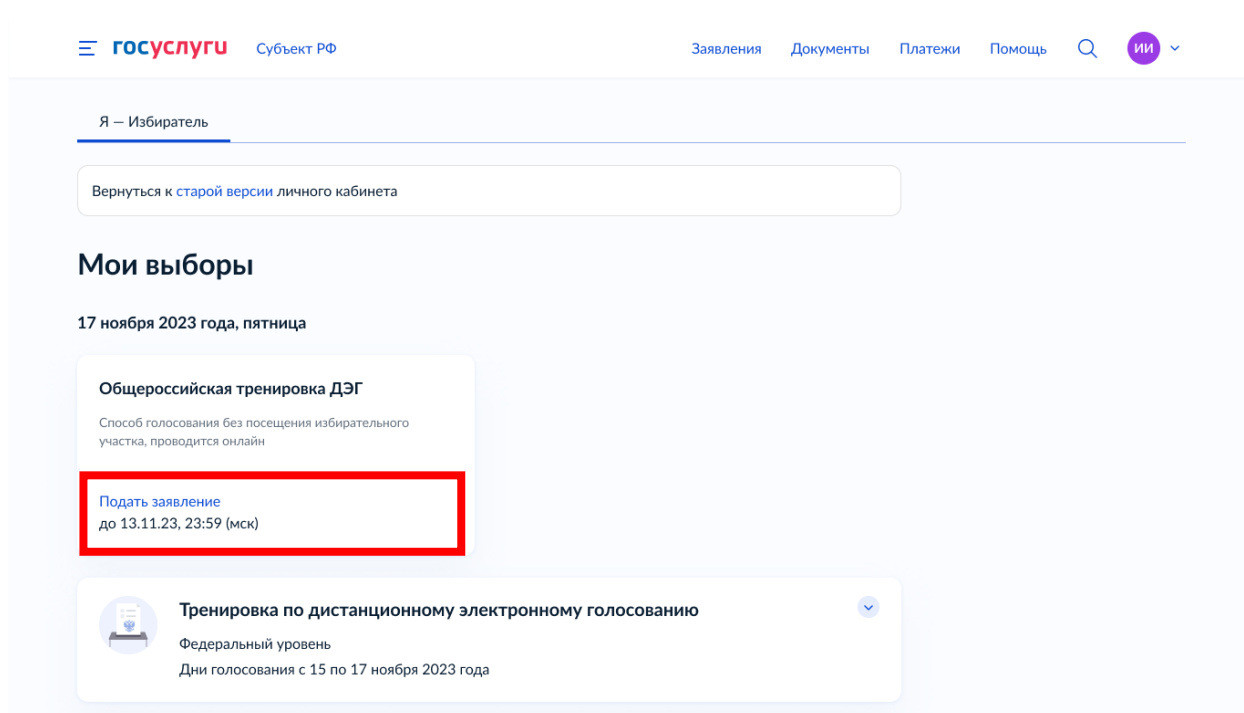 госуслуги Субъект РФ Заявления Документы Платежи Помощь ИИ
Я — Избиратель
Вернуться к старой версии личного кабинета
Мои выборы
17 ноября 2023 года, пятница
Общероссийская тренировка ДЭГ
Способ голосования без посещения избирательного
участка, проводится онлайн
Подать заявление
до 13.11.23, 23:59 (мск)
Тренировка по дистанционному электронному голосованию
Федеральный уровень
Дни голосования с 15 по 17 ноября 2023 года